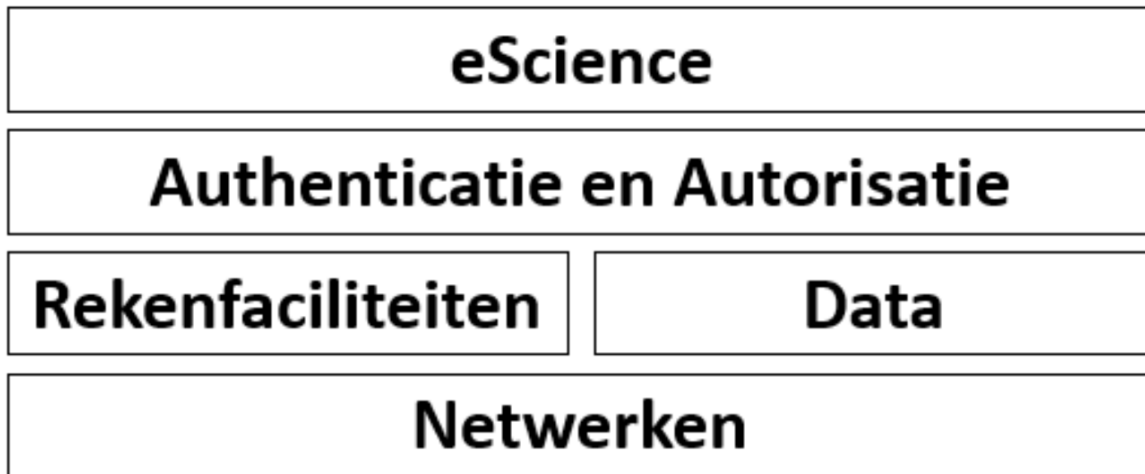 eScience
Authenticatie en Autorisatie
Rekenfaciliteiten
Data
Netwerken